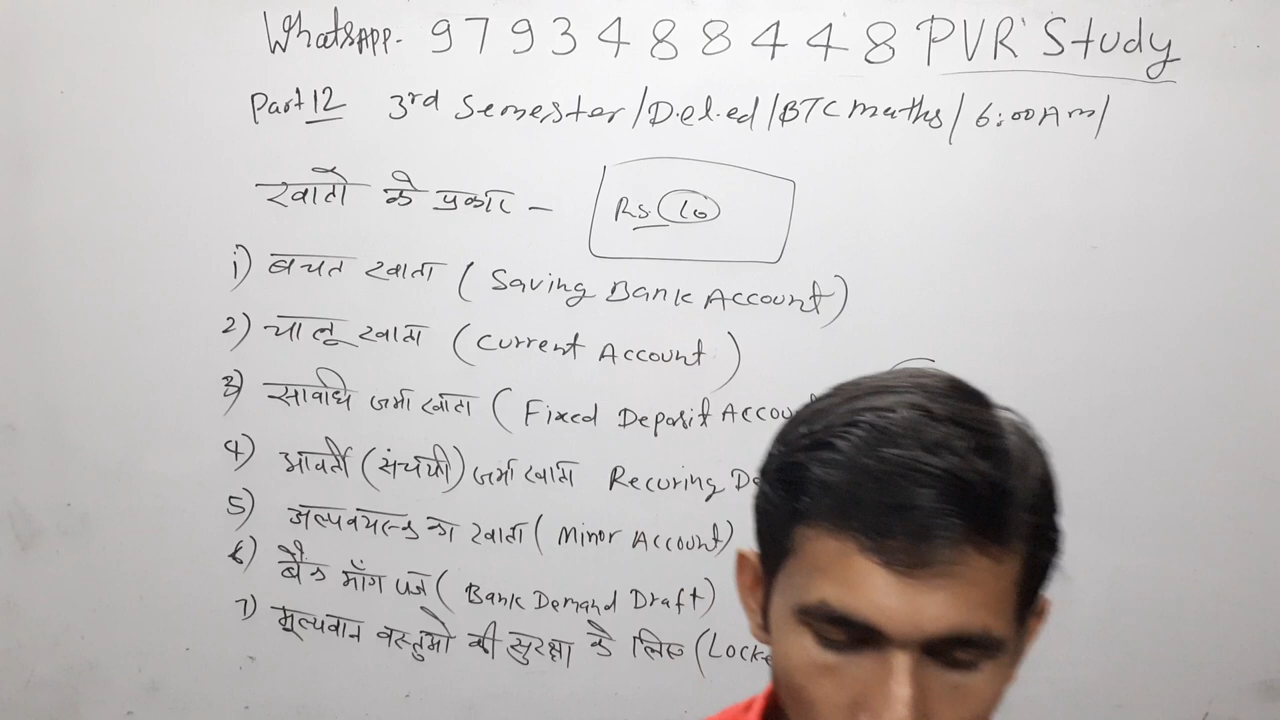 WhatsAPP. 9793488448 PVR Study
Part 12 3rd Semester/D.el.ed/BTC maths/6:00Am/
खातो के प्रकार -
Rs. 10
1) बचत खाता (Saving Bank Account)
2) चालू खाता (Current Account)
3) सावधि जमा खाता (Fixed Deposit Accou
4) आवर्ती (संचयी) जमा खाता Recuring De
5) अल्पवयस्क का खाता (Minor Account)
6) बैंक माँग पत्र (Bank Demand Draft)
7) मूल्यवान वस्तुओ की सुरक्षा के लिए (Locke